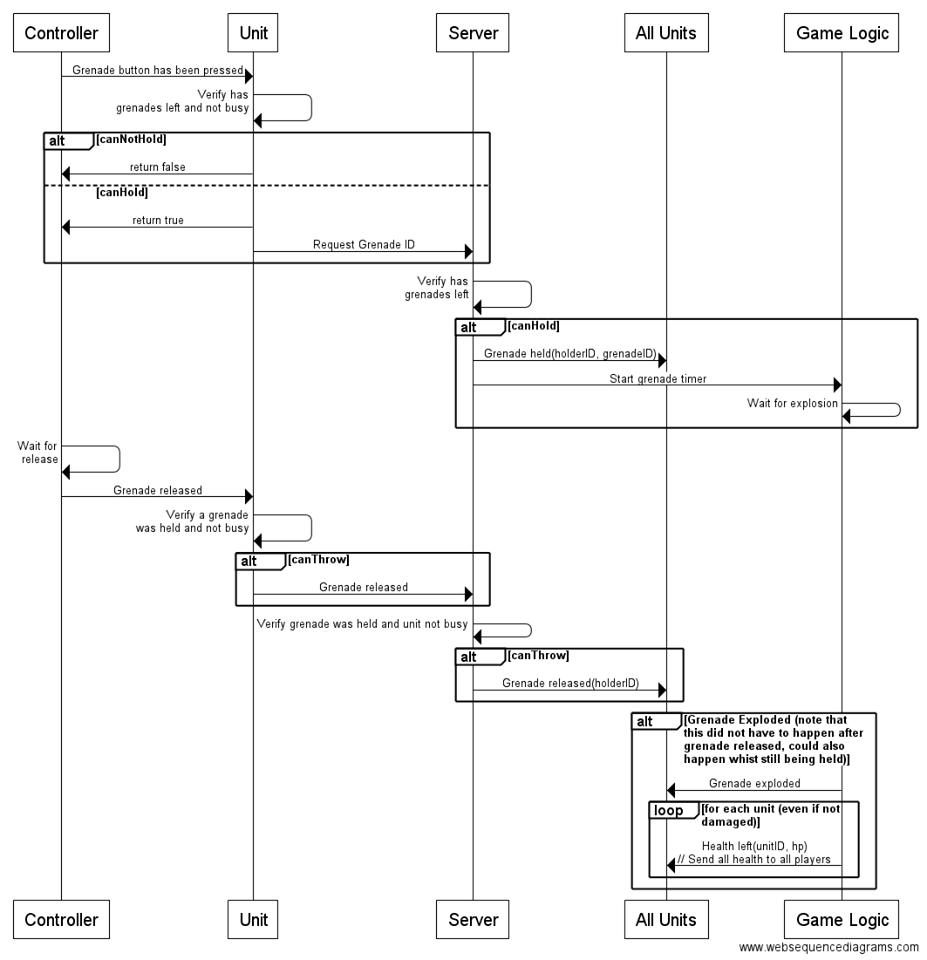 Controller
Unit
Server
All Units
Game Logic
Grenade button has been pressed
Verify has
grenades left and not busy
alt
[canNotHold]
return false
[canHold]
return true
Request Grenade ID
Verify has
grenades left
alt
[canHold]
Grenade held(holderID, grenadeID)
Start grenade timer
Wait for explosion
Wait for
release
Grenade released
Verify a grenade
was held and not busy
alt
[canThrow]
Grenade released
Verify grenade was held and unit not busy
alt
[canThrow]
Grenade released(holderID)
alt
[Grenade Exploded (note that
this did not have to happen after
grenade released, could also
happen whist still being held)]
Grenade exploded
loop
[for each unit (even if not
damaged)]
Health left(unitID, hp)
// Send all health to all players
Controller
Unit
Server
All Units
Game Logic
www.websequencediagrams.com